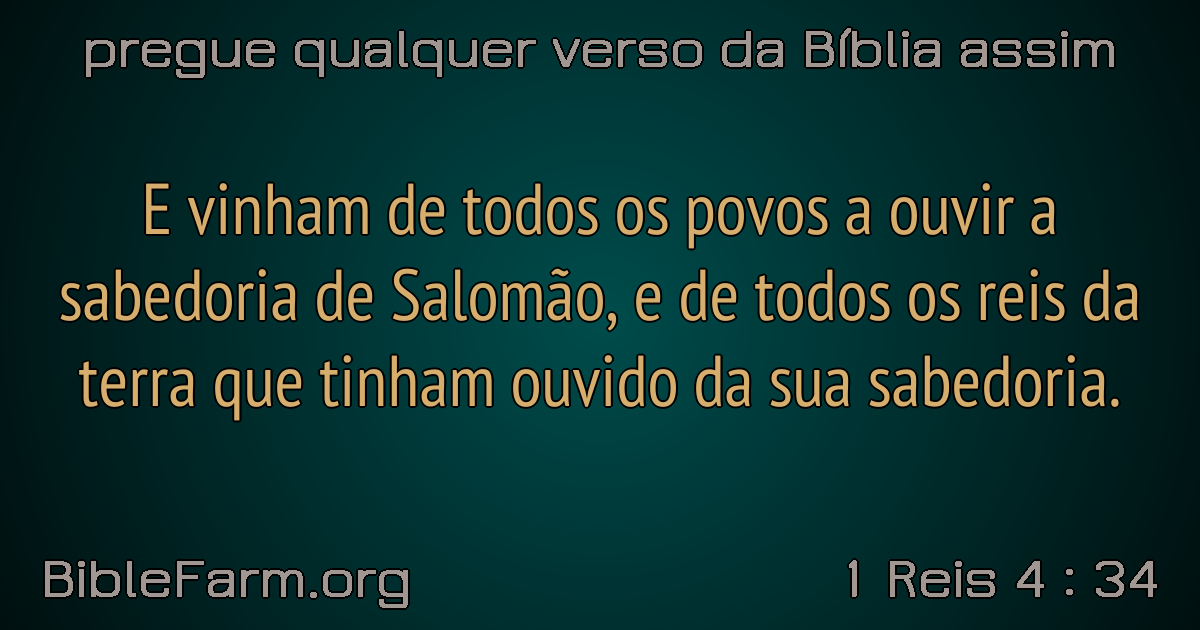 pregue qualquer verso da Bíblia assim
E vinham de todos os povos a ouvir a
sabedoria de Salomão, e de todos os reis da
terra que tinham ouvido da sua sabedoria.
BibleFarm.org
1 Reis 4 : 34